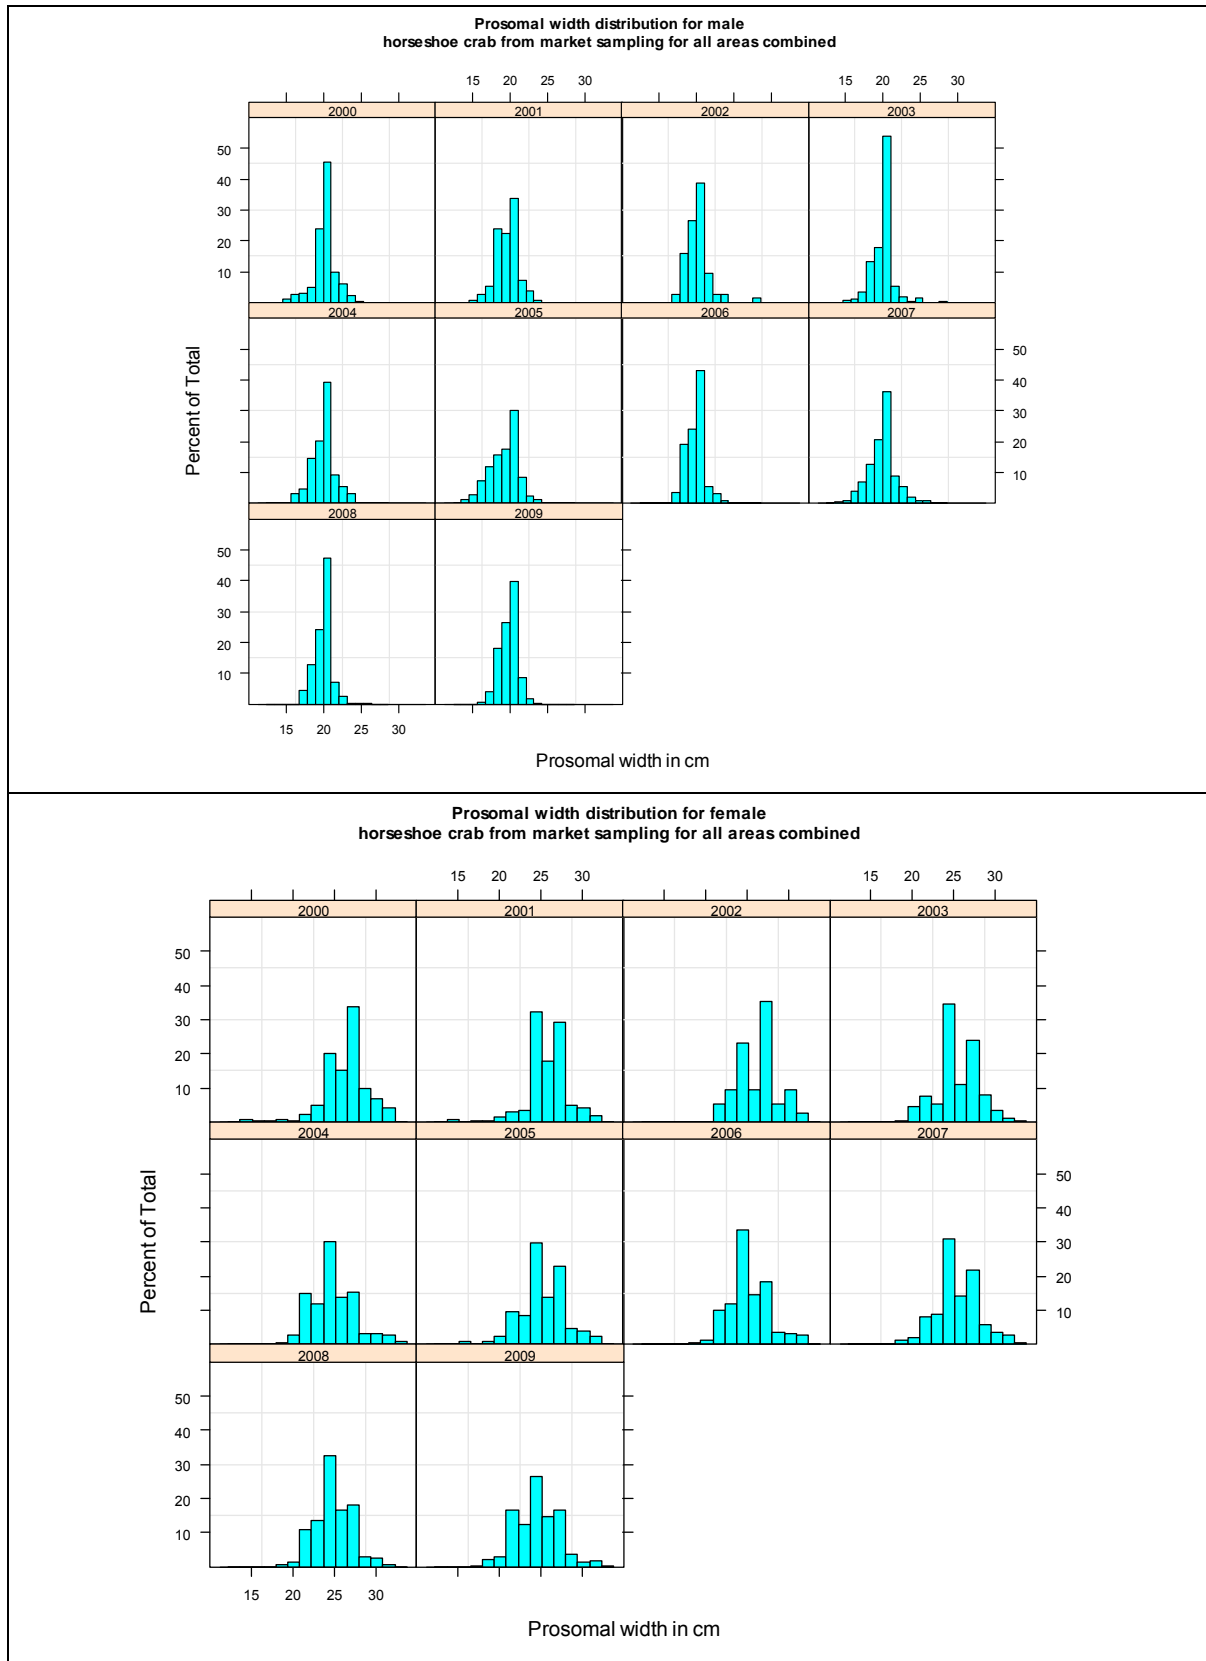 Prosomal width distribution for male
horseshoe crab from market sampling for all areas combined
15 20 25 30 15 20 25 30
2000 2001 2002 2003
50
40
30
20
10
2004 2005 2006 2007
50
40
30
20
10
2008 2009
50
40
30
20
10
15 20 25 30
Percent of Total
Prosomal width in cm
Prosomal width distribution for female
horseshoe crab from market sampling for all areas combined
15 20 25 30 15 20 25 30
2000 2001 2002 2003
50
40
30
20
10
2004 2005 2006 2007
50
40
30
20
10
2008 2009
50
40
30
20
10
15 20 25 30
Percent of Total
Prosomal width in cm